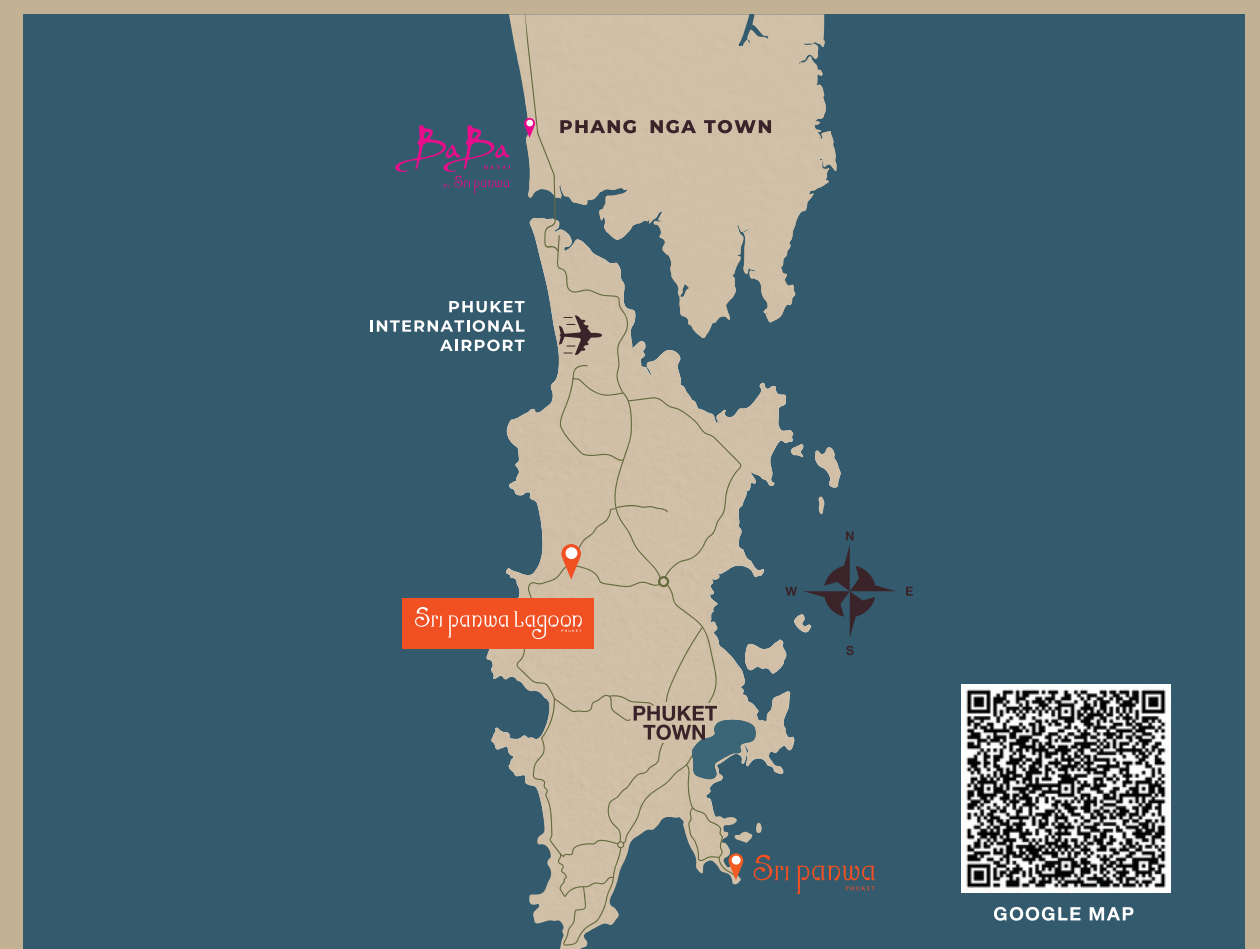 PHANG NGA TOWN
BaBa
Sri panwa
PHUKET
INTERNATIONAL
AIRPORT
N
W
E
S
Sri panwa Lagoon
PHUKET
PHUKET
TOWN
Sri panwa
PHUKET
GOOGLE MAP